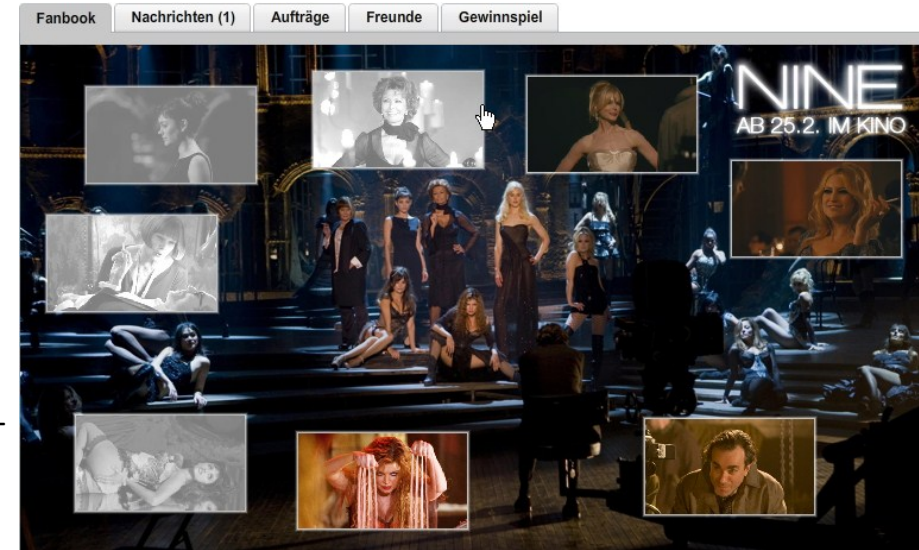 Fanbook
Nachrichten (1)
Aufträge
Freunde
Gewinnspiel
NINE
AB 25.2. IM KINO